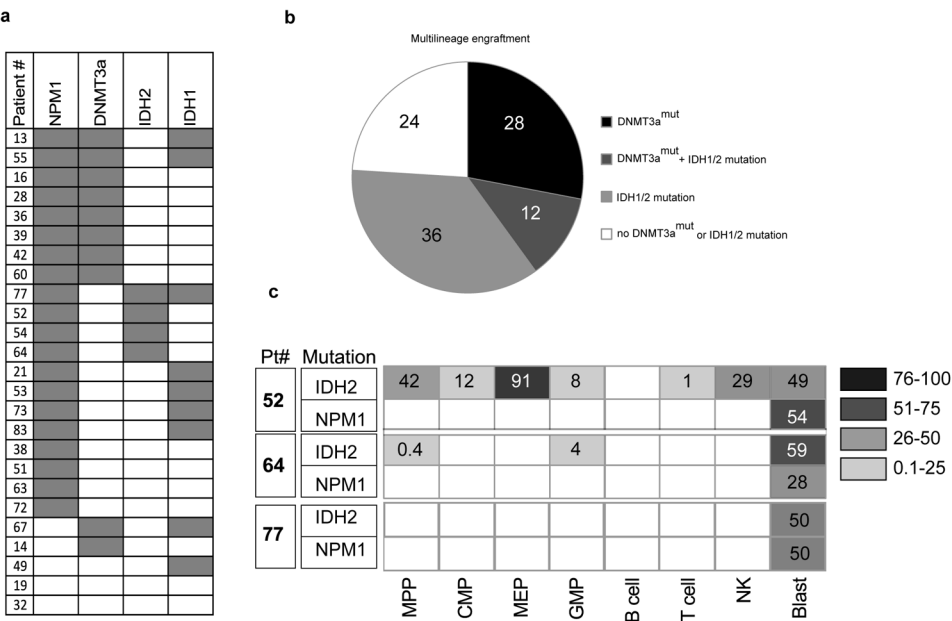 a
Patient #
NPM1
DNMT3a
IDH2
IDH1
13
55
16
28
36
39
42
60
77
52
54
64
21
53
73
83
38
51
63
72
67
14
49
19
32
b
Multilineage engraftment
24
28
12
36
DNMT3a^mut
DNMT3a^mut + IDH1/2 mutation
IDH1/2 mutation
no DNMT3a^mut or IDH1/2 mutation
c
Pt# Mutation
52 IDH2 42 12 91 8 1 29 49
NPM1 54
64 IDH2 0.4 4 59
NPM1 28
77 IDH2 50
NPM1 50
MPP CMP MEP GMP B cell T cell NK Blast
76-100
51-75
26-50
0.1-25